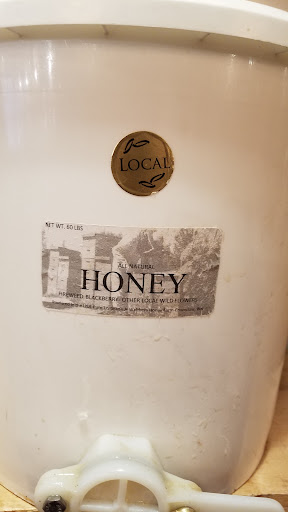 LOCAL
NET WT. 60 LBS
ALL NATURAL
HONEY
FIREWEED, BLACKBERRY, OTHER LOCAL WILD FLOWERS